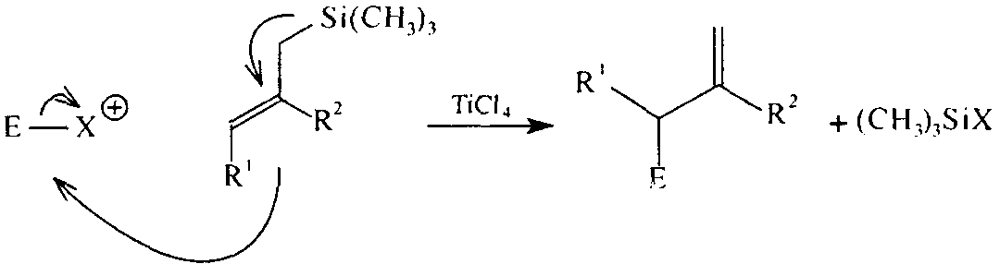 Si(CH₃)₃
E—X⊕
R²
R¹
TiCl₄
R¹
R²
E
+ (CH₃)₃SiX